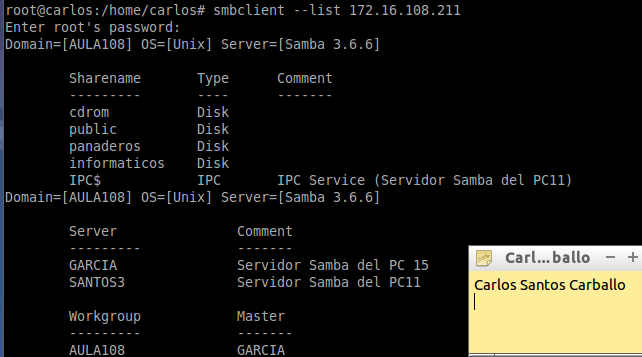 root@carlos:/home/carlos# smbclient --list 172.16.108.211
Enter root's password:
Domain=[AULA108] OS=[Unix] Server=[Samba 3.6.6]
Sharename Type Comment
--------- ---- -------
cdrom Disk
public Disk
panaderos Disk
informaticos Disk
IPC$ IPC IPC Service (Servidor Samba del PC11)
Domain=[AULA108] OS=[Unix] Server=[Samba 3.6.6]
Server Comment
--------- -------
GARCIA Servidor Samba del PC 15
SANTOS3 Servidor Samba del PC11
Workgroup Master
--------- -------
AULA108 GARCIA
Carl...ballo
Carlos Santos Carballo